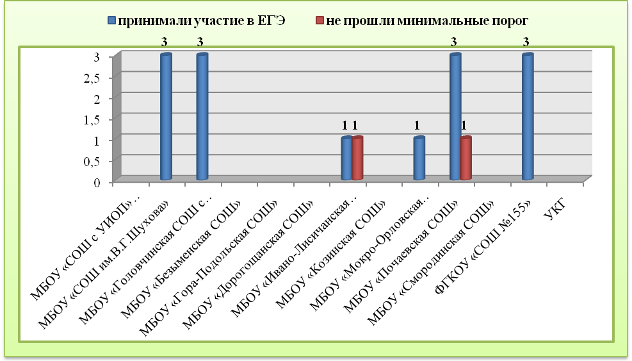 принимали участие в ЕГЭ
не прошли минимальные порог
3
3
1
1
1
3
1
3
3
2,5
2
1,5
1
0,5
0
МБОУ «СОШ с УИОП»...
МБОУ «СОШ им.В.Г.Шухова»
МБОУ «Головчинская СОШ с...
МБОУ «Безыменская СОШ»
МБОУ «Гора-Подольская СОШ»
МБОУ «Дорогощанская СОШ»
МБОУ «Ивано-Лисичанская...
МБОУ «Козинская СОШ»
МБОУ «Мокро-Орловская...
МБОУ «Почаевская СОШ»
МБОУ «Смородинская СОШ»
ФГКОУ «СОШ №155»
УКГ